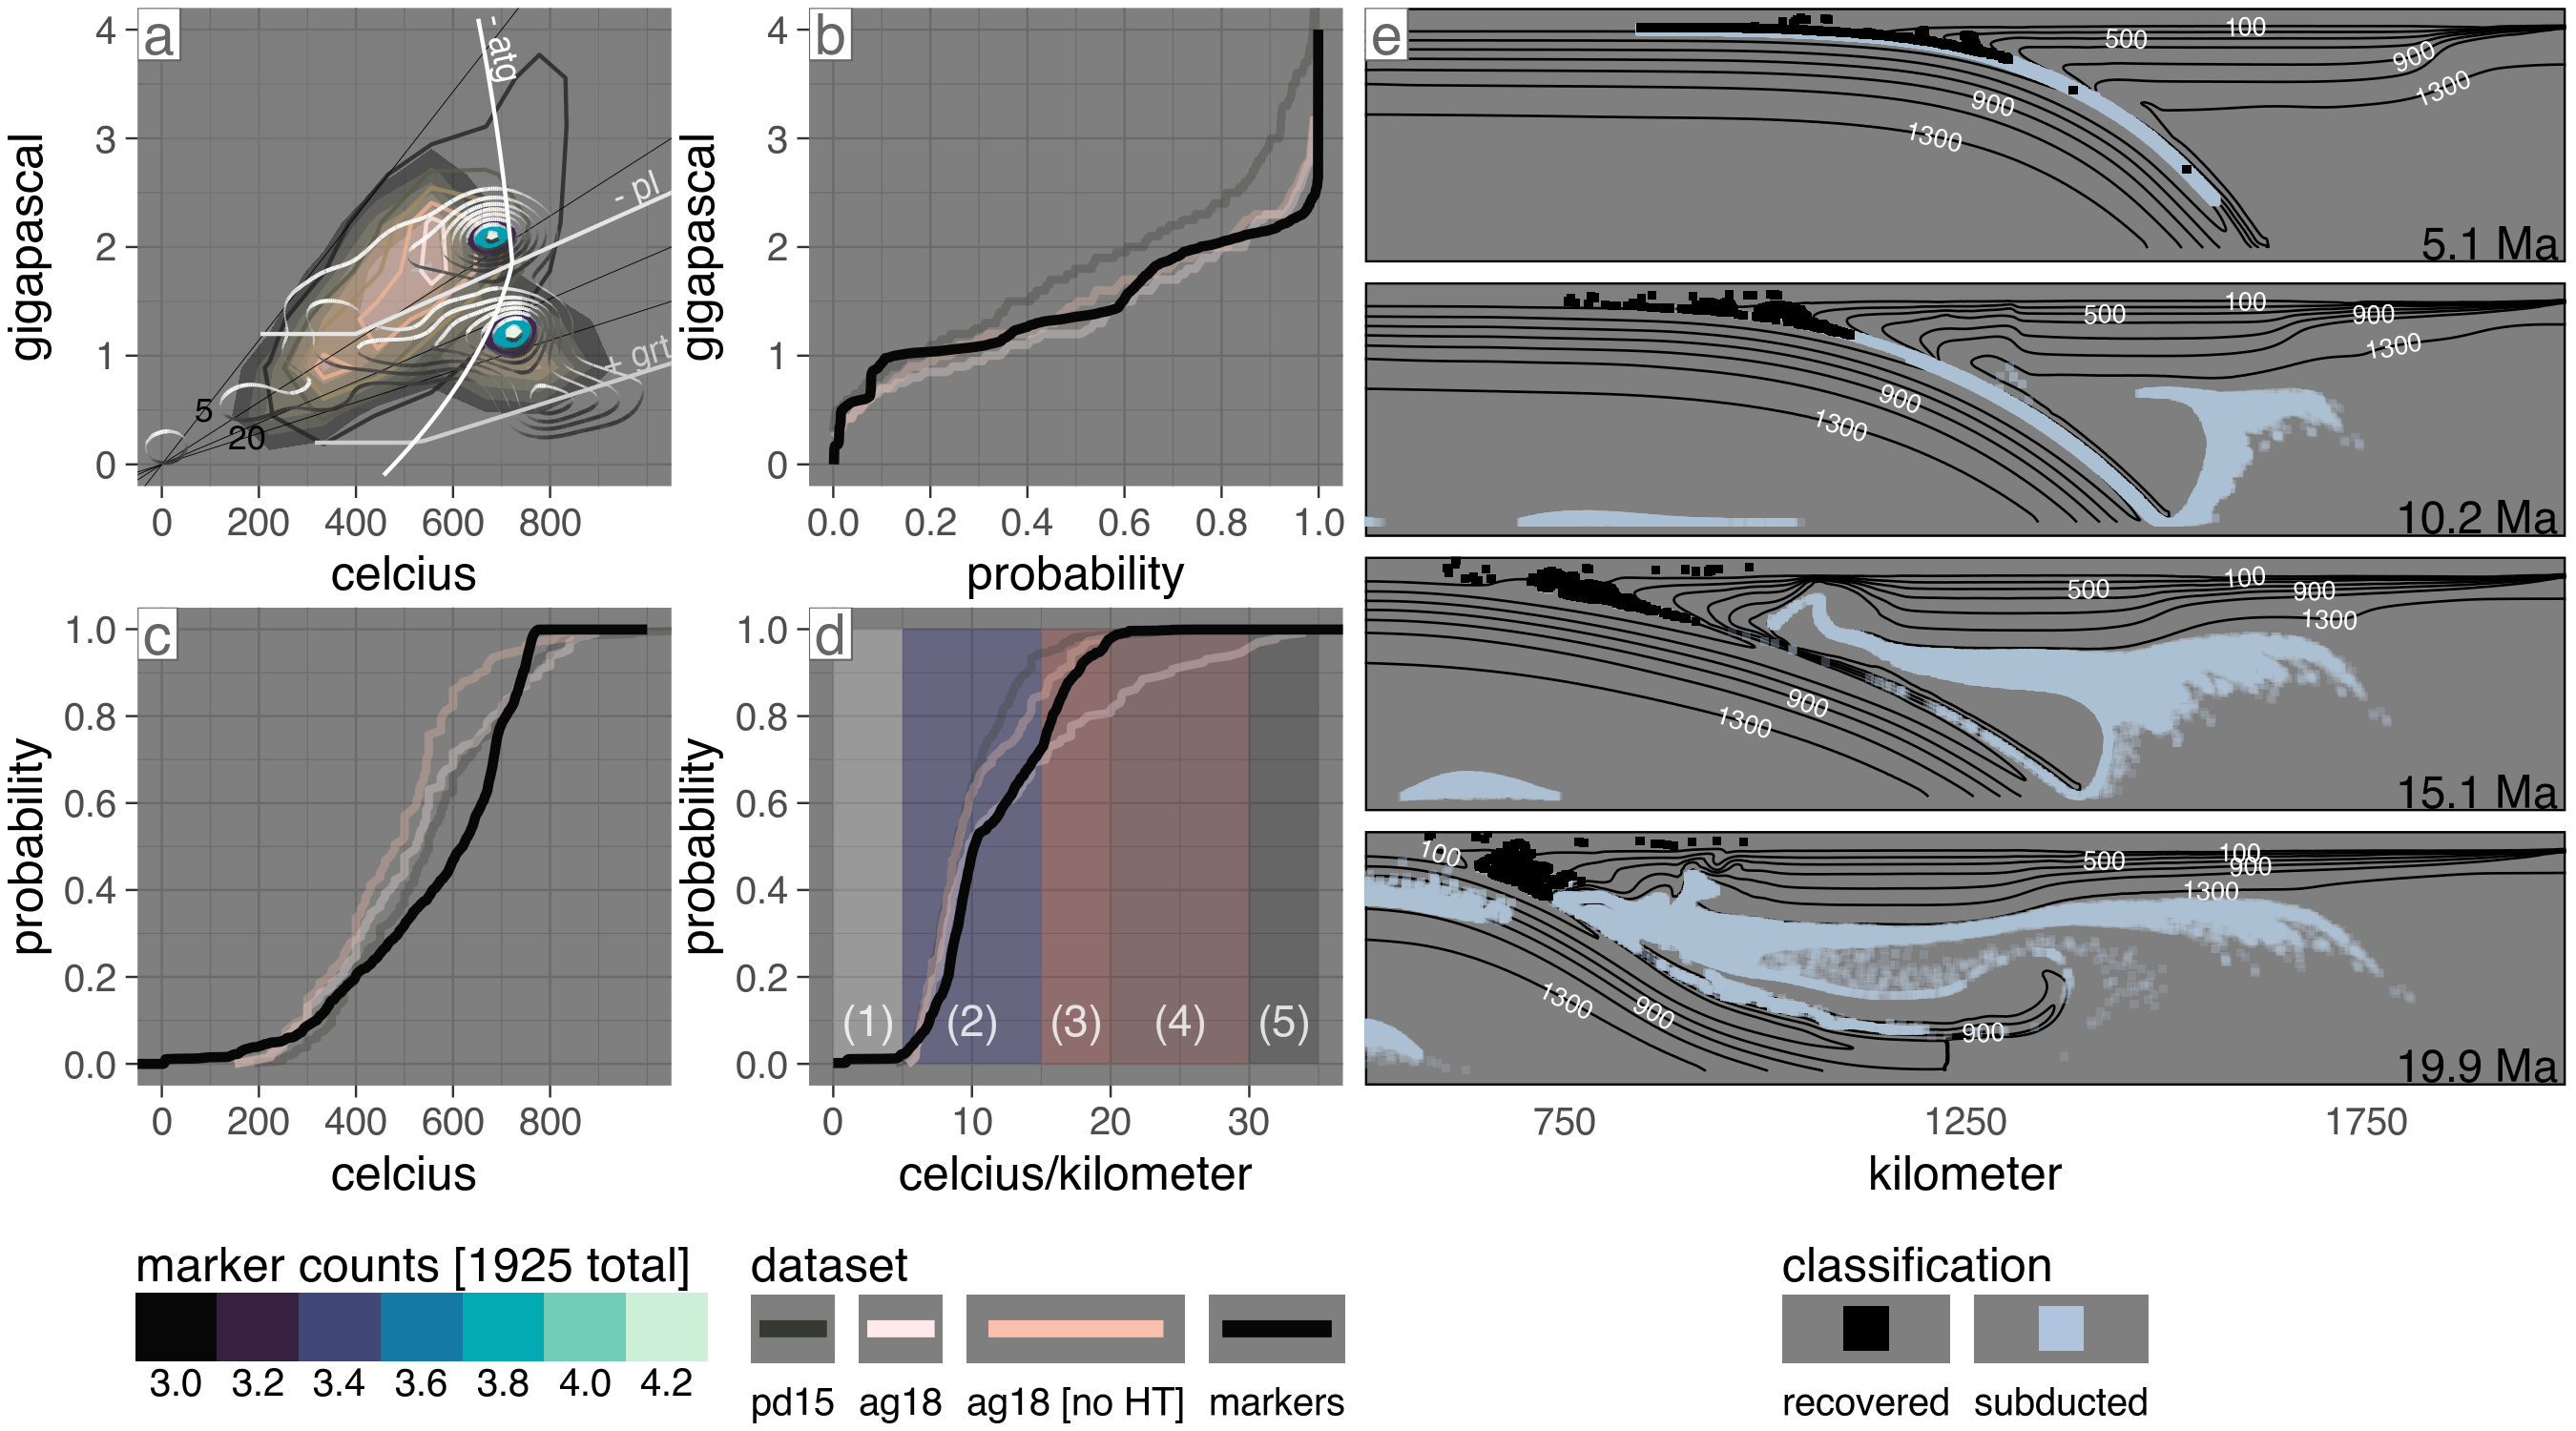 a
gigapascal
4
3
2
1
0
- atg
- pl
+ grt
5
20
0
200
400
600
800
celcius
b
gigapascal
4
3
2
1
0
0.0
0.2
0.4
0.6
0.8
1.0
probability
c
probability
1.0
0.8
0.6
0.4
0.2
0.0
0
200
400
600
800
celcius
d
probability
1.0
0.8
0.6
0.4
0.2
0.0
(1)
(2)
(3)
(4)
(5)
0
10
20
30
celcius/kilometer
e
100
500
900
1300
900
1300
5.1 Ma
100
500
900
1300
900
1300
10.2 Ma
100
500
900
1300
900
1300
15.1 Ma
100
100
500
900
1300
1300
900
900
19.9 Ma
750
1250
1750
kilometer
marker counts [1925 total]
3.0
3.2
3.4
3.6
3.8
4.0
4.2
dataset
pd15
ag18
ag18 [no HT]
markers
classification
recovered
subducted